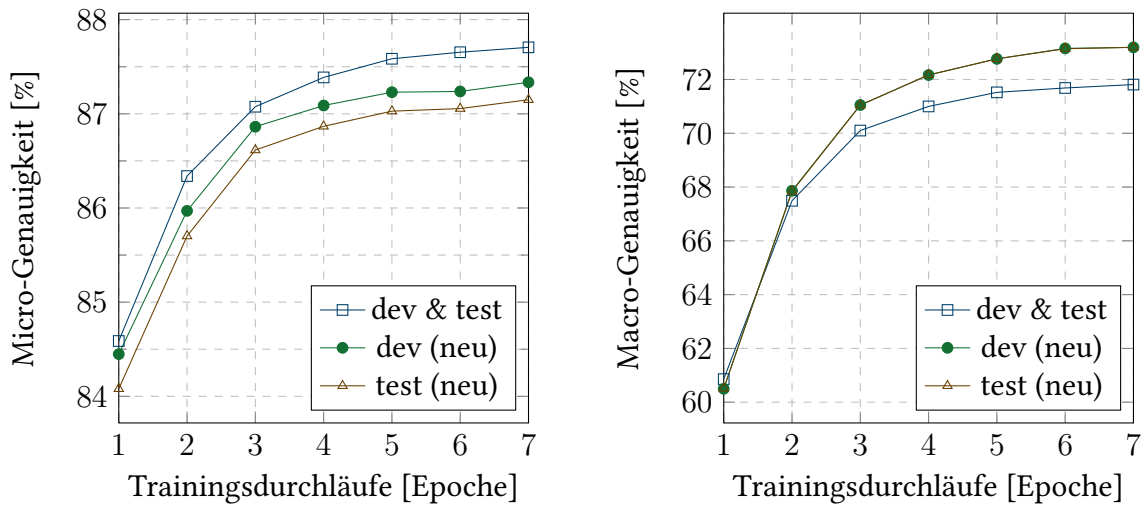 Micro-Genauigkeit [%]
88
87
86
85
84
dev & test
dev (neu)
test (neu)
1 2 3 4 5 6 7
Trainingsdurchläufe [Epoche]
Macro-Genauigkeit [%]
72
70
68
66
64
62
60
dev & test
dev (neu)
test (neu)
1 2 3 4 5 6 7
Trainingsdurchläufe [Epoche]